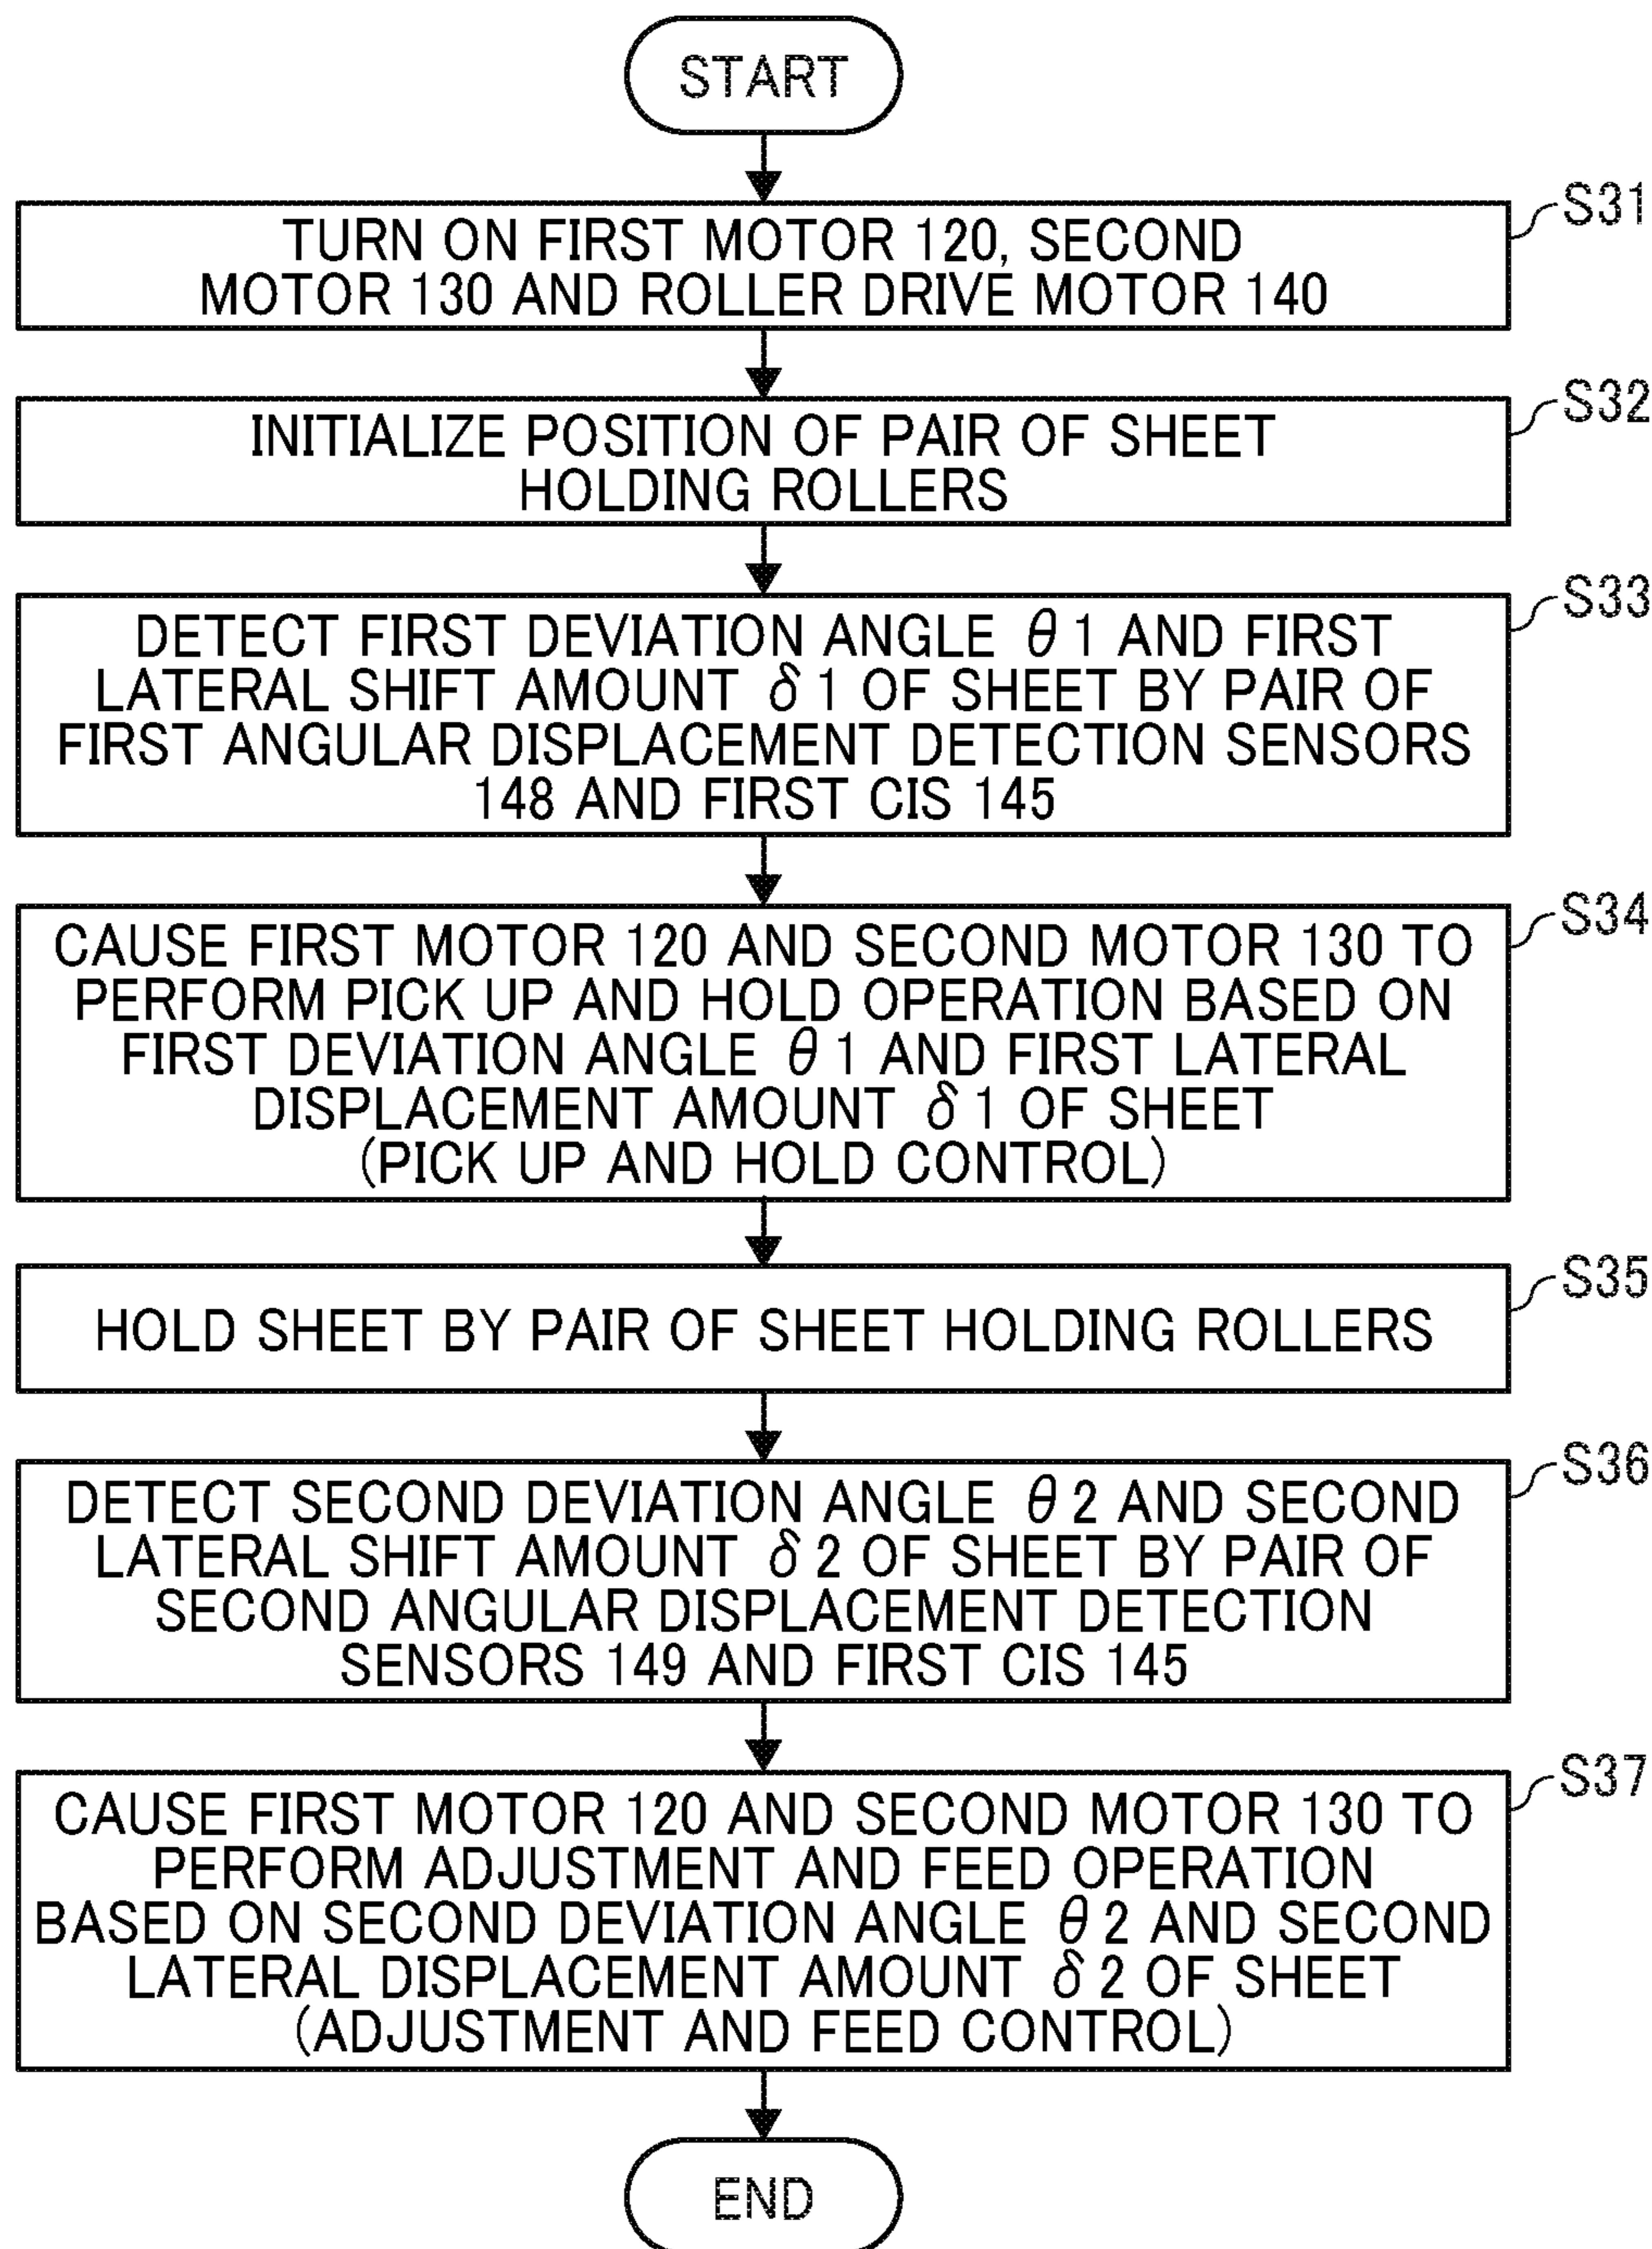 START
S31
TURN ON FIRST MOTOR 120, SECOND
MOTOR 130 AND ROLLER DRIVE MOTOR 140
S32
INITIALIZE POSITION OF PAIR OF SHEET
HOLDING ROLLERS
S33
DETECT FIRST DEVIATION ANGLE θ1 AND FIRST
LATERAL SHIFT AMOUNT δ1 OF SHEET BY PAIR OF
FIRST ANGULAR DISPLACEMENT DETECTION SENSORS
148 AND FIRST CIS 145
S34
CAUSE FIRST MOTOR 120 AND SECOND MOTOR 130 TO
PERFORM PICK UP AND HOLD OPERATION BASED ON
FIRST DEVIATION ANGLE θ1 AND FIRST LATERAL
DISPLACEMENT AMOUNT δ1 OF SHEET
(PICK UP AND HOLD CONTROL)
S35
HOLD SHEET BY PAIR OF SHEET HOLDING ROLLERS
S36
DETECT SECOND DEVIATION ANGLE θ2 AND SECOND
LATERAL SHIFT AMOUNT δ2 OF SHEET BY PAIR OF
SECOND ANGULAR DISPLACEMENT DETECTION
SENSORS 149 AND FIRST CIS 145
S37
CAUSE FIRST MOTOR 120 AND SECOND MOTOR 130 TO
PERFORM ADJUSTMENT AND FEED OPERATION
BASED ON SECOND DEVIATION ANGLE θ2 AND SECOND
LATERAL DISPLACEMENT AMOUNT δ2 OF SHEET
(ADJUSTMENT AND FEED CONTROL)
END